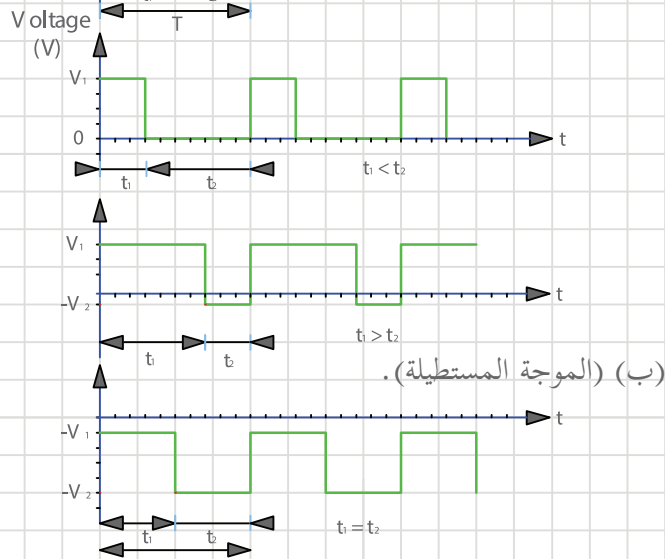 T
Voltage
(V)
V₁
0
t
t₁
t₂
t₁ < t₂
V₁
-V₂
t
t₁
t₂
t₁ > t₂
(ب) (الموجة المستطيلة).
t
-V₁
-V₂
t₁
t₂
t₁ = t₂